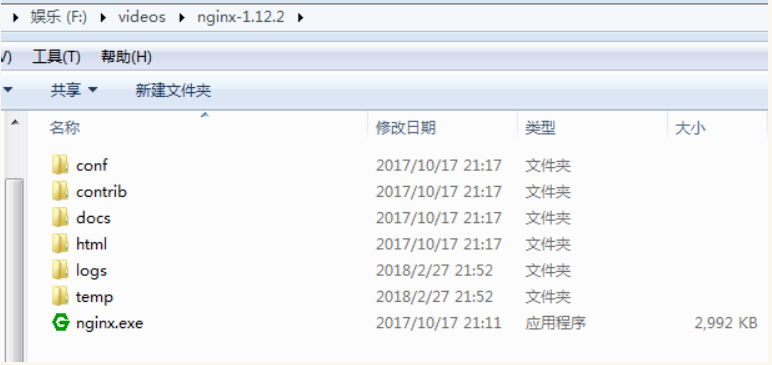 娱乐 (F:) videos nginx-1.12.2
V) 工具(T) 帮助(H)
共享 新建文件夹
名称 修改日期 类型 大小
conf 2017/10/17 21:17 文件夹
contrib 2017/10/17 21:17 文件夹
docs 2017/10/17 21:17 文件夹
html 2017/10/17 21:17 文件夹
logs 2018/2/27 21:52 文件夹
temp 2018/2/27 21:52 文件夹
nginx.exe 2017/10/17 21:11 应用程序 2,992 KB